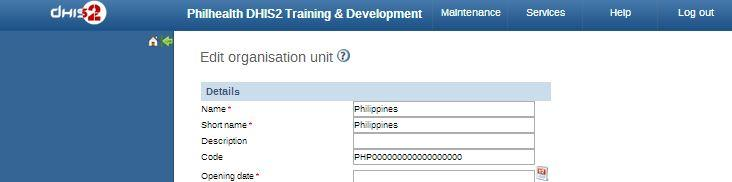 dhis2 Philhealth DHIS2 Training & Development Maintenance Services Help Log out
Edit organisation unit ?
Details
Name * Philippines
Short name * Philippines
Description
Code PHP000000000000000000
Opening date *